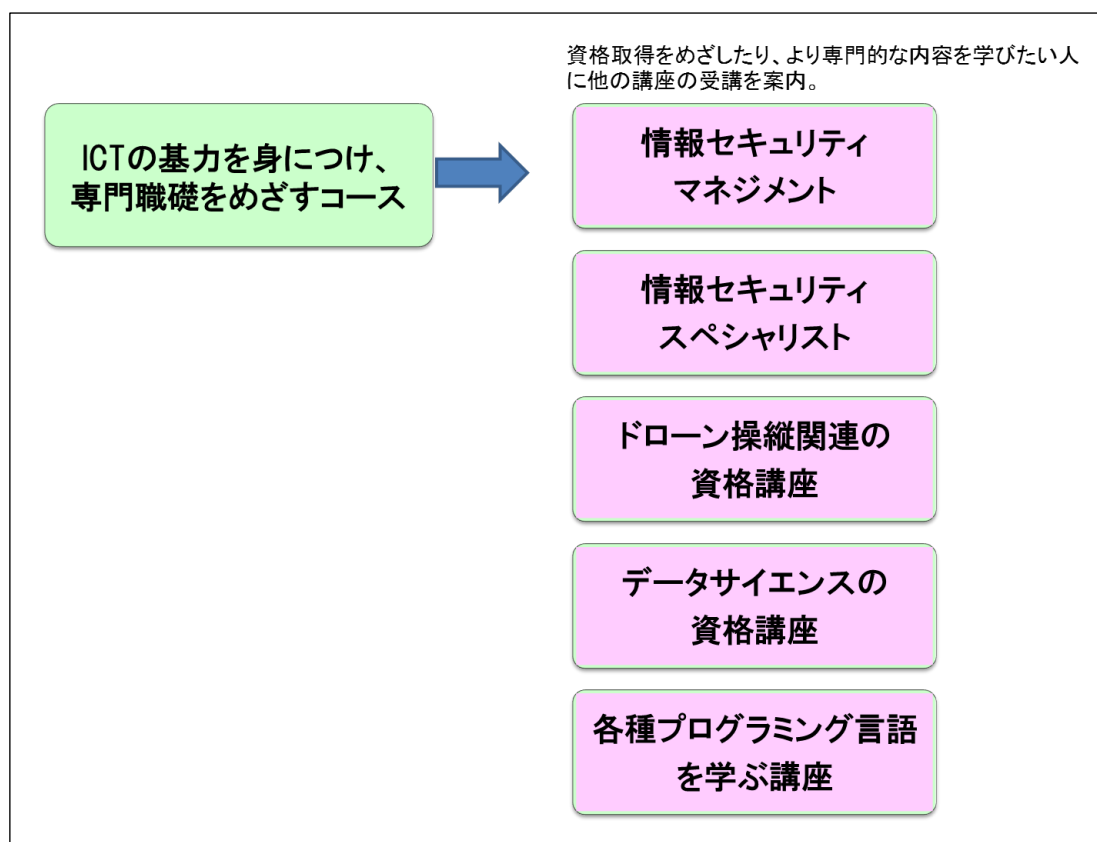 資格取得をめざしたり、より専門的な内容を学びたい人
に他の講座の受講を案内。
ICTの基力を身につけ、
専門職礎をめざすコース
情報セキュリティ
マネジメント
情報セキュリティ
スペシャリスト
ドローン操縦関連の
資格講座
データサイエンスの
資格講座
各種プログラミング言語
を学ぶ講座